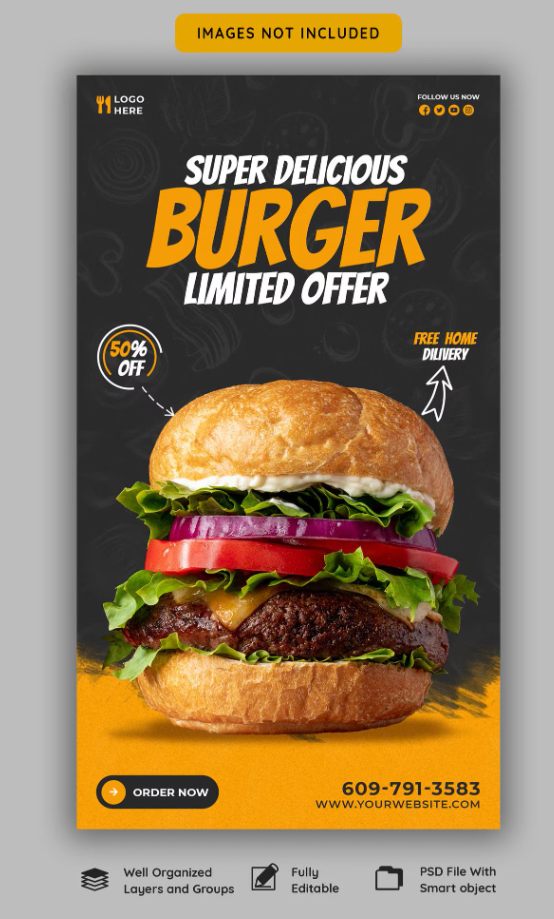 IMAGES NOT INCLUDED
LOGO
HERE
FOLLOW US NOW
SUPER DELICIOUS
BURGER
LIMITED OFFER
50%
OFF
FREE HOME
DILIVERY
ORDER NOW
609-791-3583
WWW.YOURWEBSITE.COM
Well Organized
Layers and Groups
Fully
Editable
PSD File With
Smart object